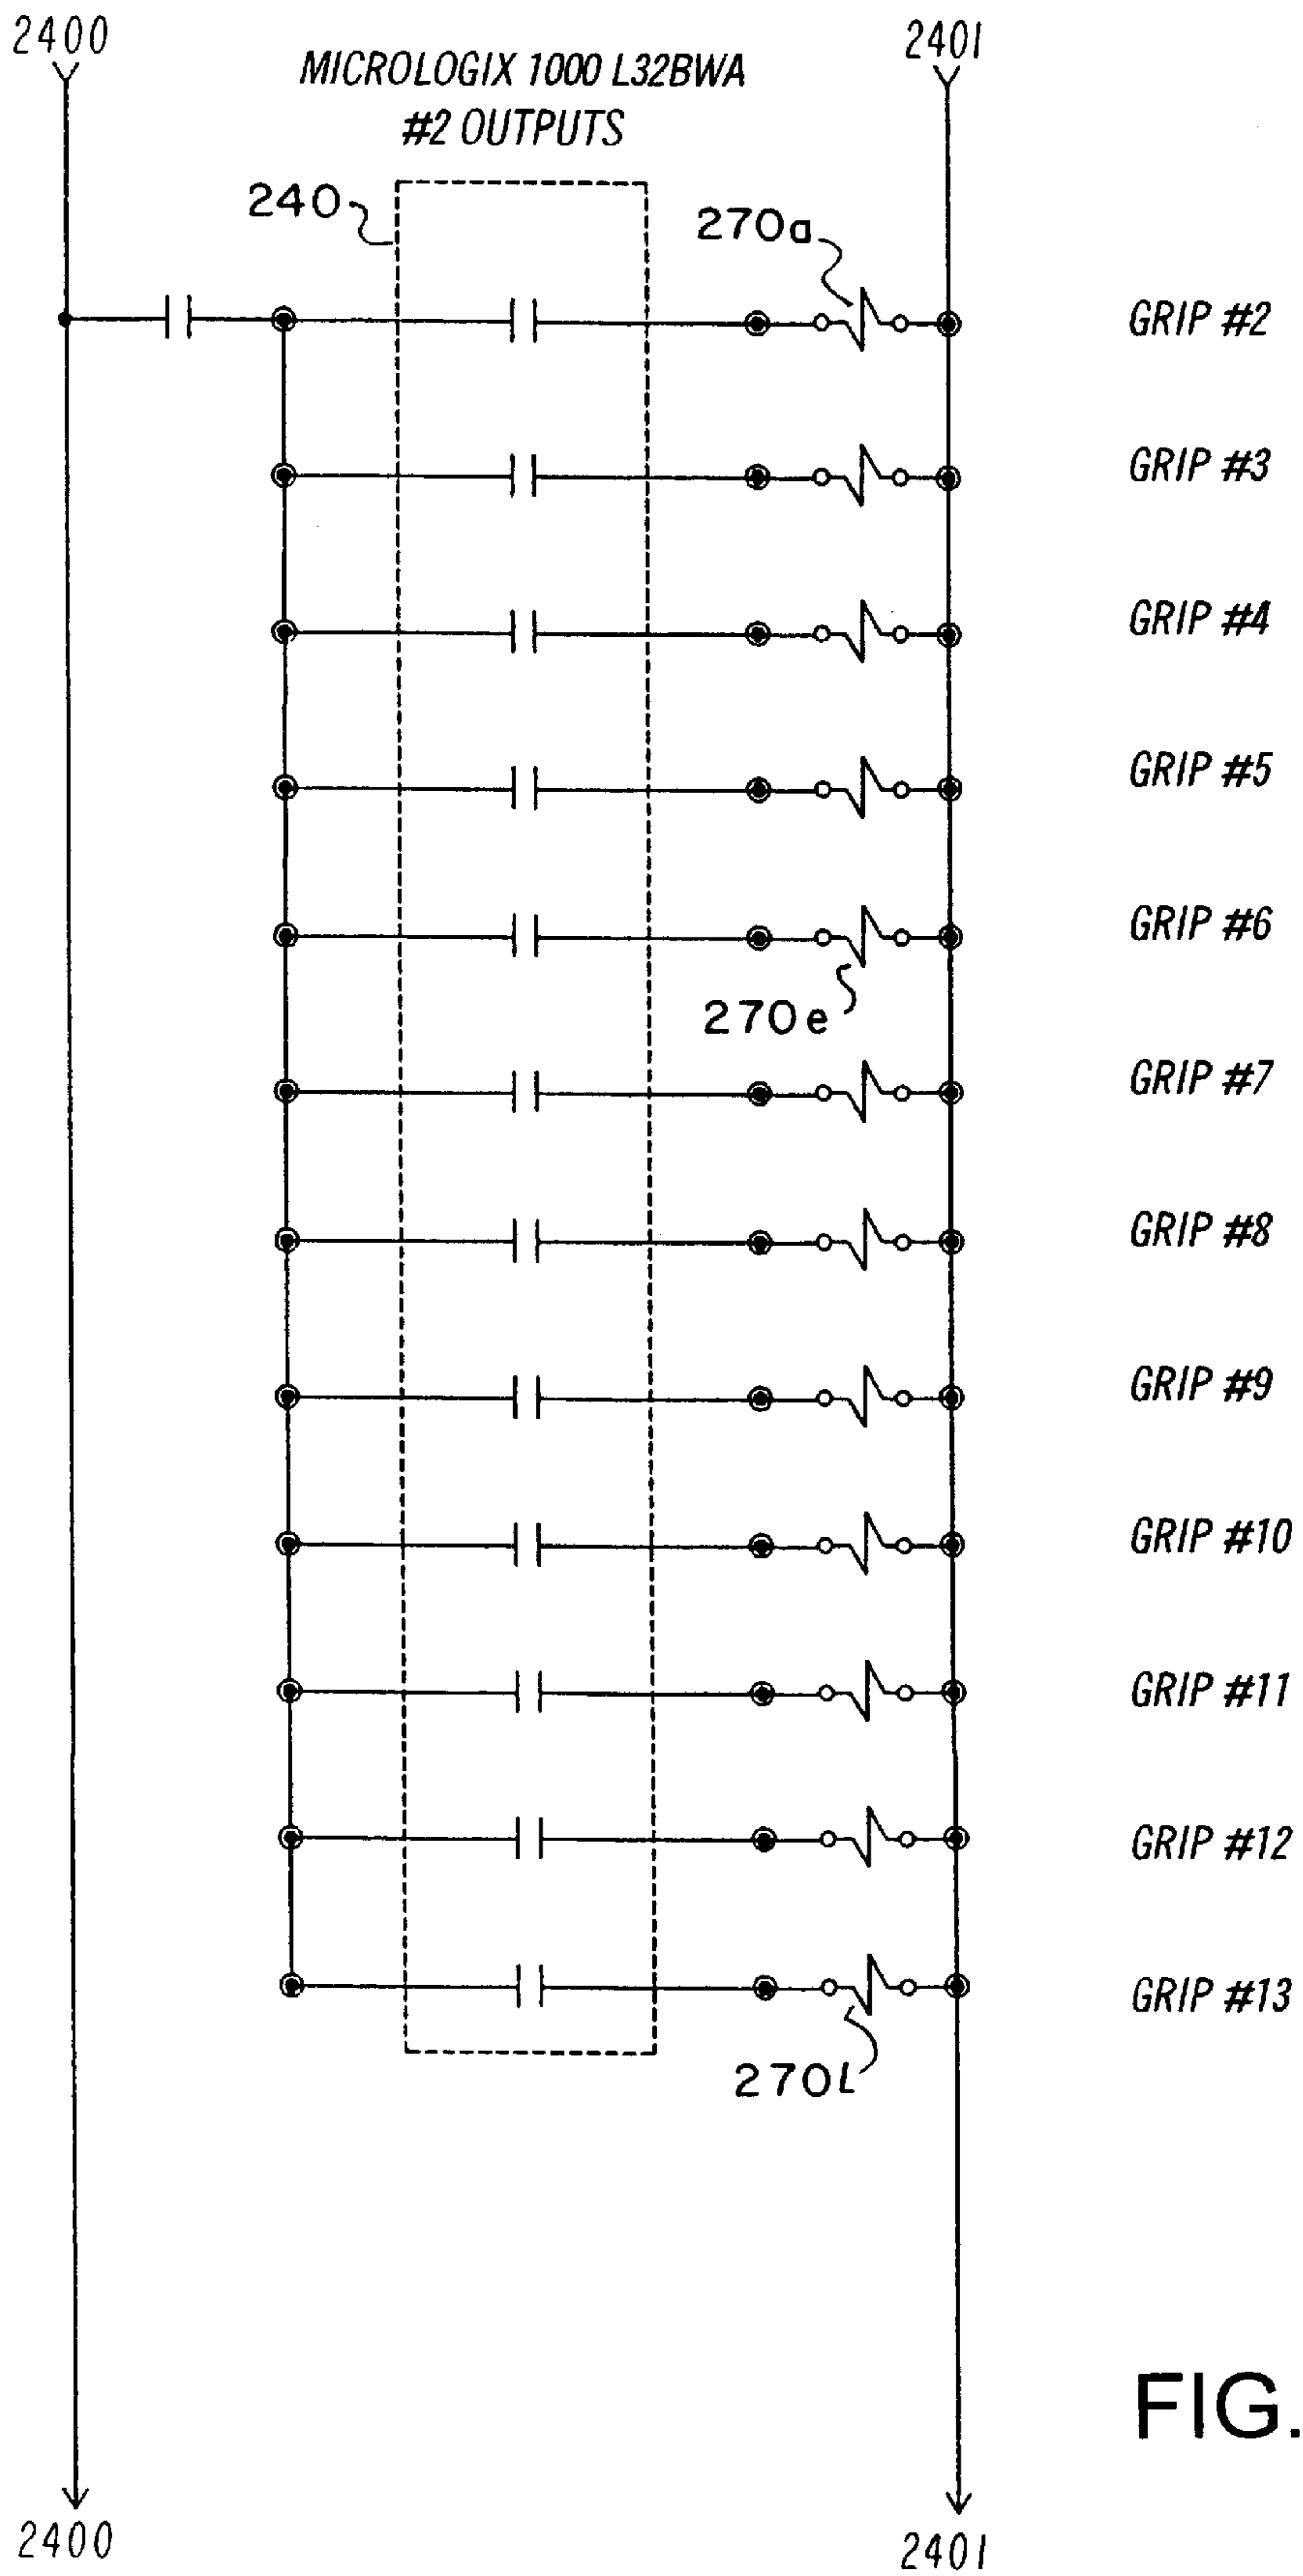 2400
2401
MICROLOGIX 1000 L32BWA
#2 OUTPUTS
240
270a
GRIP #2
GRIP #3
GRIP #4
GRIP #5
GRIP #6
270e
GRIP #7
GRIP #8
GRIP #9
GRIP #10
GRIP #11
GRIP #12
GRIP #13
270L
FIG.
2400
2401